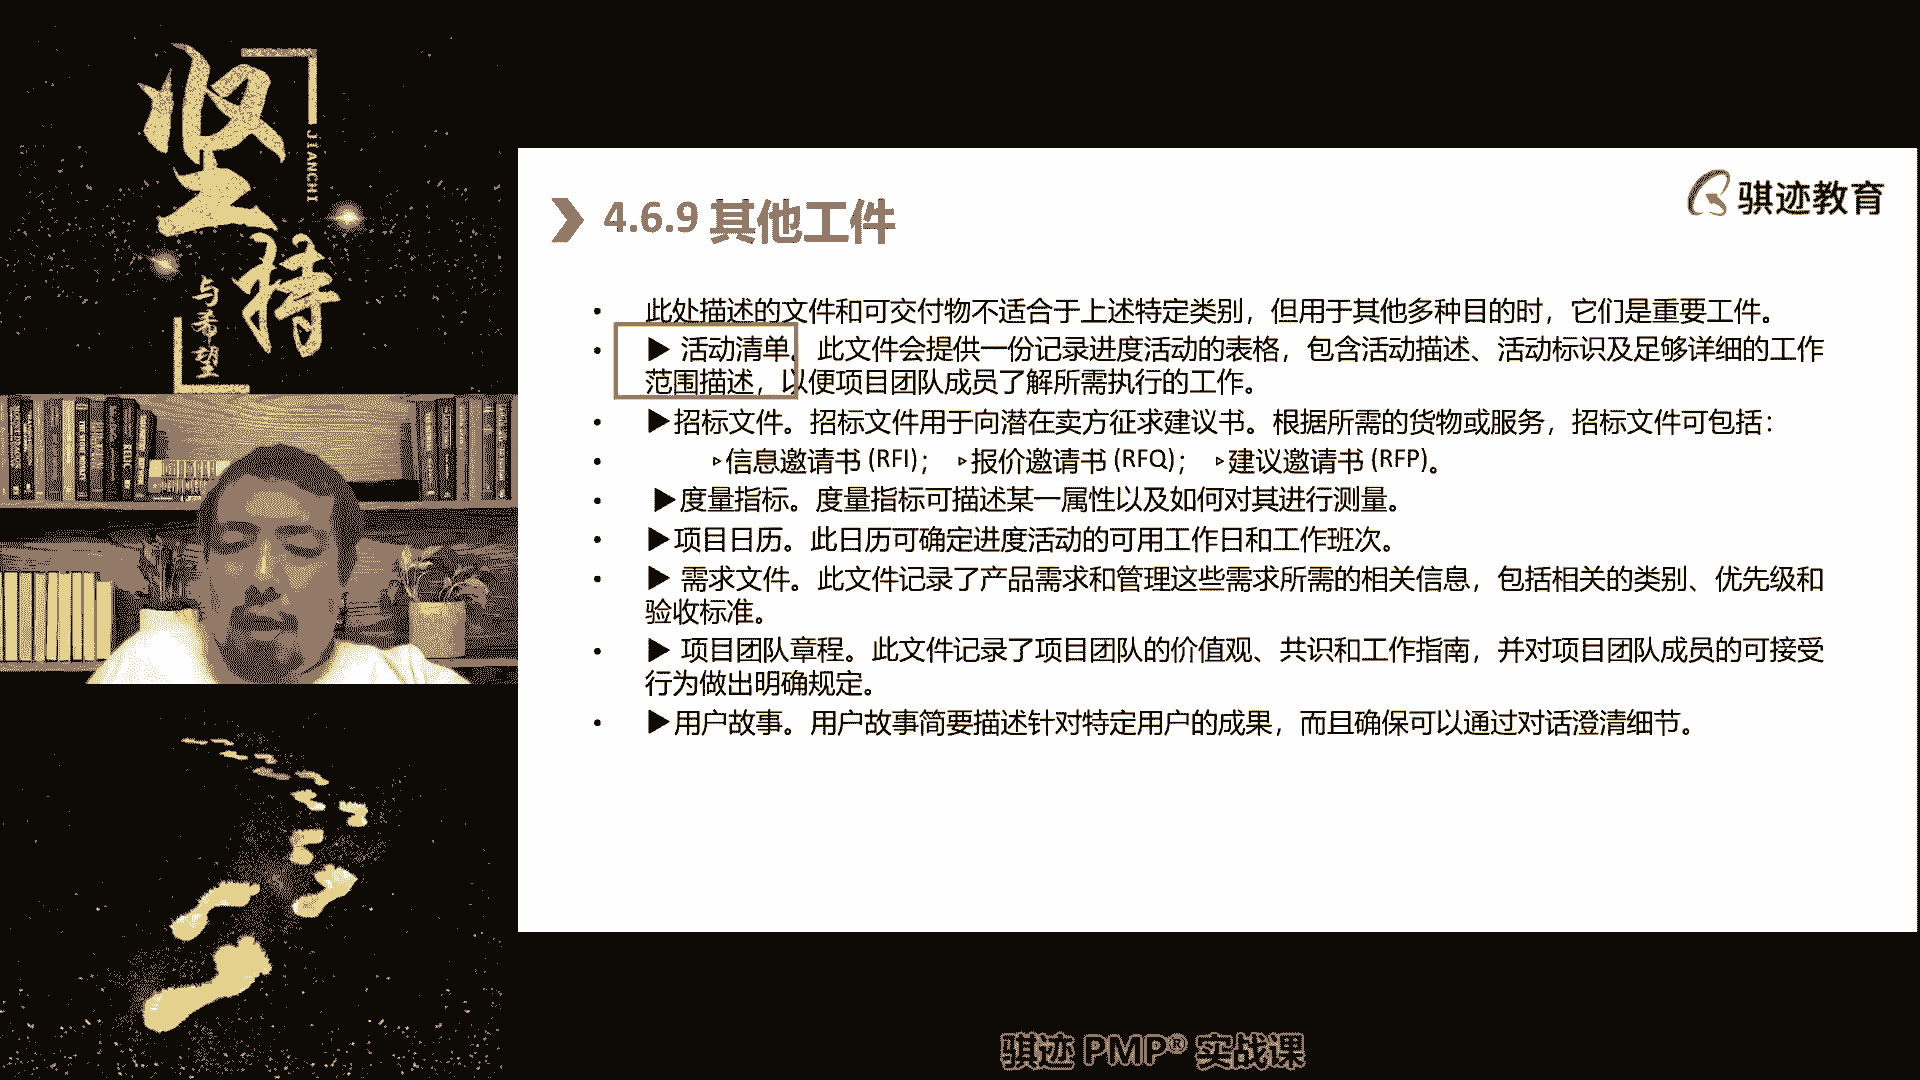 坚持
JIANCHI
与希望
骐迹教育
4.6.9 其他工件
• 此处描述的文件和可交付物不适合于上述特定类别，但用于其他多种目的时，它们是重要工件。
• ▶ 活动清单。此文件会提供一份记录进度活动的表格，包含活动描述、活动标识及足够详细的工作
范围描述，以便项目团队成员了解所需执行的工作。
• ▶招标文件。招标文件用于向潜在卖方征求建议书。根据所需的货物或服务，招标文件可包括：
• ▹信息邀请书 (RFI)； ▹报价邀请书 (RFQ)； ▹建议邀请书 (RFP)。
• ▶度量指标。度量指标可描述某一属性以及如何对其进行测量。
• ▶项目日历。此日历可确定进度活动的可用工作日和工作班次。
• ▶ 需求文件。此文件记录了产品需求和管理这些需求所需的相关信息，包括相关的类别、优先级和
验收标准。
• ▶ 项目团队章程。此文件记录了项目团队的价值观、共识和工作指南，并对项目团队成员的可接受
行为做出明确规定。
• ▶用户故事。用户故事简要描述针对特定用户的成果，而且确保可以通过对话澄清细节。
骐迹 PMP® 实战课